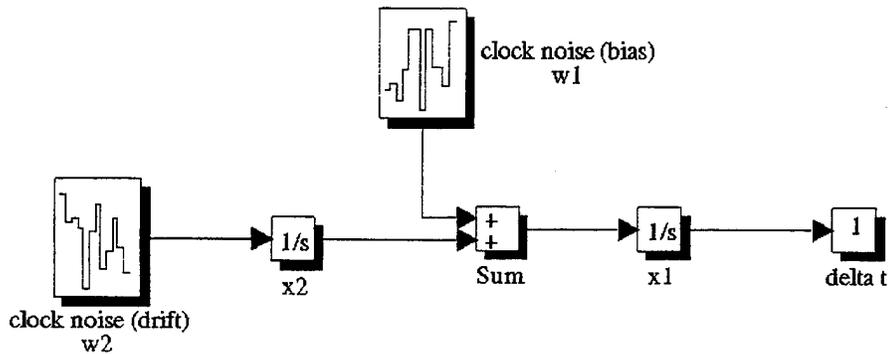 clock noise (bias)
w1
clock noise (drift)
w2
1/s
x2
+
+
Sum
1/s
x1
1
delta t